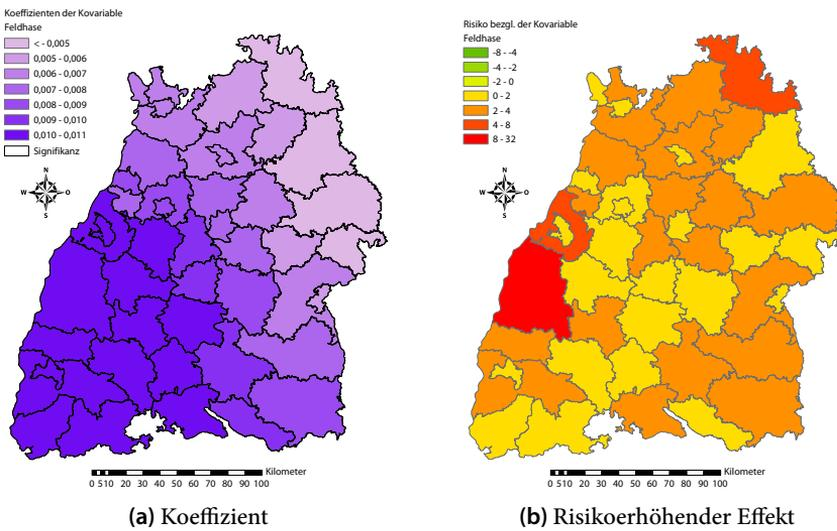 Koeffizienten der Kovariable
Feldhase
< - 0,005
0,005 - 0,006
0,006 - 0,007
0,007 - 0,008
0,008 - 0,009
0,009 - 0,010
0,010 - 0,011
Signifikanz
N
W O
S
Kilometer
0 5 10 20 30 40 50 60 70 80 90 100
(a) Koeffizient
Risiko bezgl. der Kovariable
Feldhase
-8 - -4
-4 - -2
-2 - 0
0 - 2
2 - 4
4 - 8
8 - 32
N
W O
S
Kilometer
0 5 10 20 30 40 50 60 70 80 90 100
(b) Risikoerhöhender Effekt